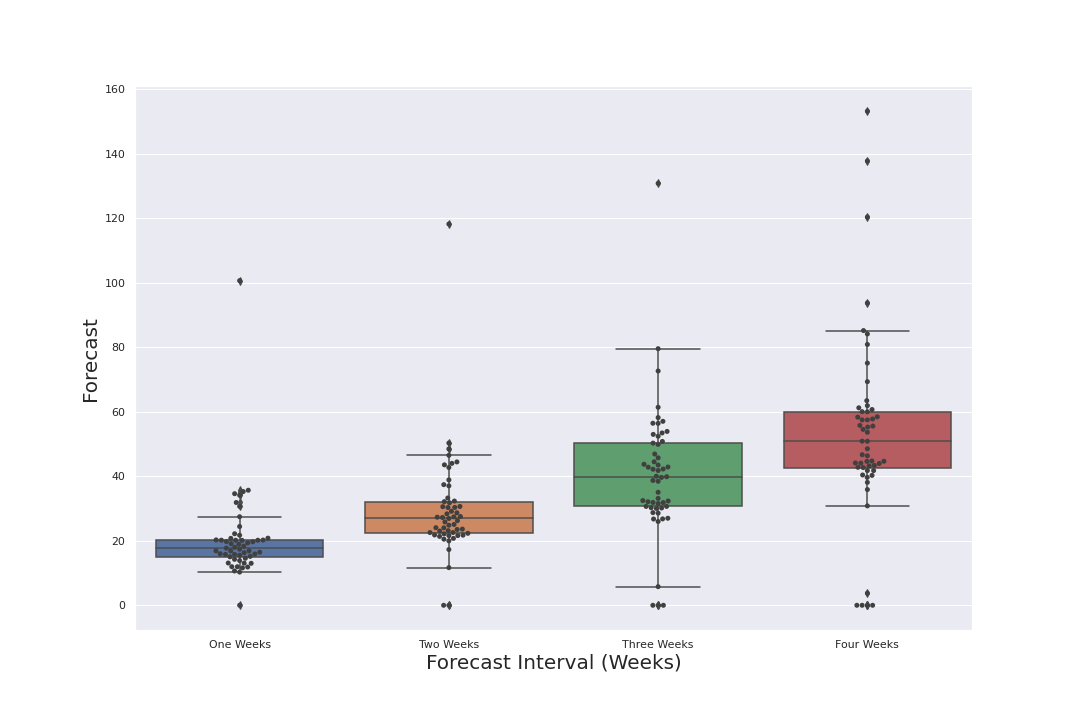 160
140
120
100
80
60
40
20
0
Forecast
One Weeks
Two Weeks
Three Weeks
Four Weeks
Forecast Interval (Weeks)